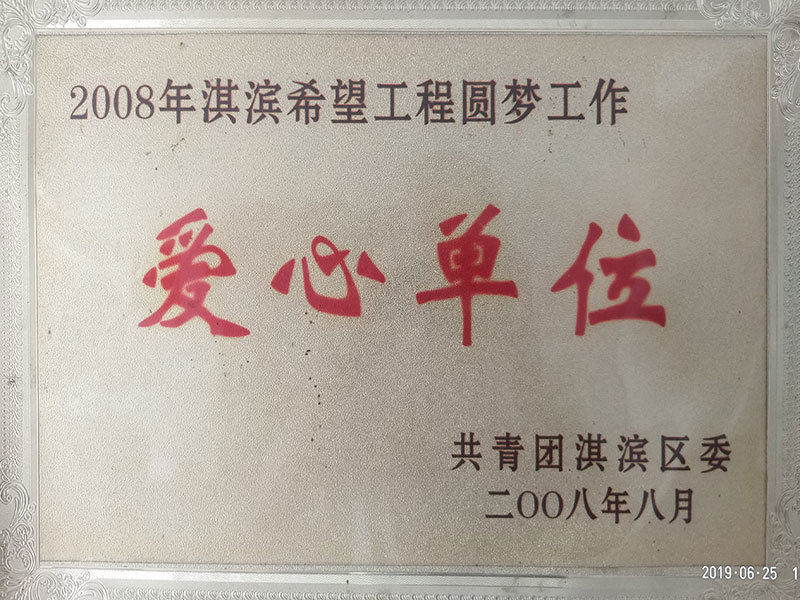 2008年淇滨希望工程圆梦工作
爱心单位
共青团淇滨区委
二〇〇八年八月
2019·06·25 1